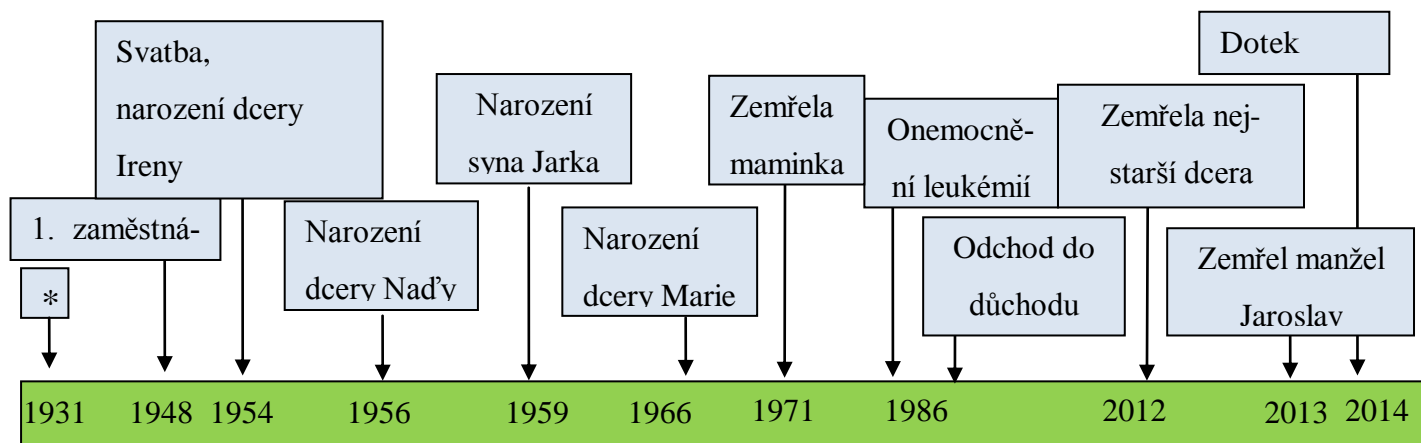 Svatba,
narození dcery
Ireny
1. zaměstná-
*
Narození
dcery Naďy
Narození
syna Jarka
Narození
dcery Marie
Zemřela
maminka
Onemocně-
ní leukémií
Odchod do
důchodu
Zemřela nej-
starší dcera
Dotek
Zemřel manžel
Jaroslav
1931 1948 1954 1956 1959 1966 1971 1986 2012 2013 2014